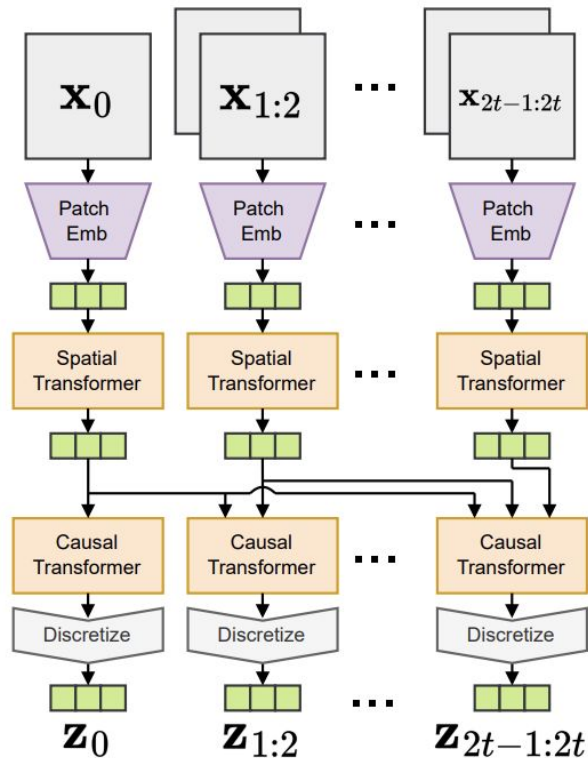 x₀ x₁:₂ ... x₂ₜ₋₁:₂ₜ
Patch Emb Patch Emb ... Patch Emb
Spatial Transformer Spatial Transformer ... Spatial Transformer
Causal Transformer Causal Transformer ... Causal Transformer
Discretize Discretize Discretize
...
z₀ z₁:₂ z₂ₜ₋₁:₂ₜ